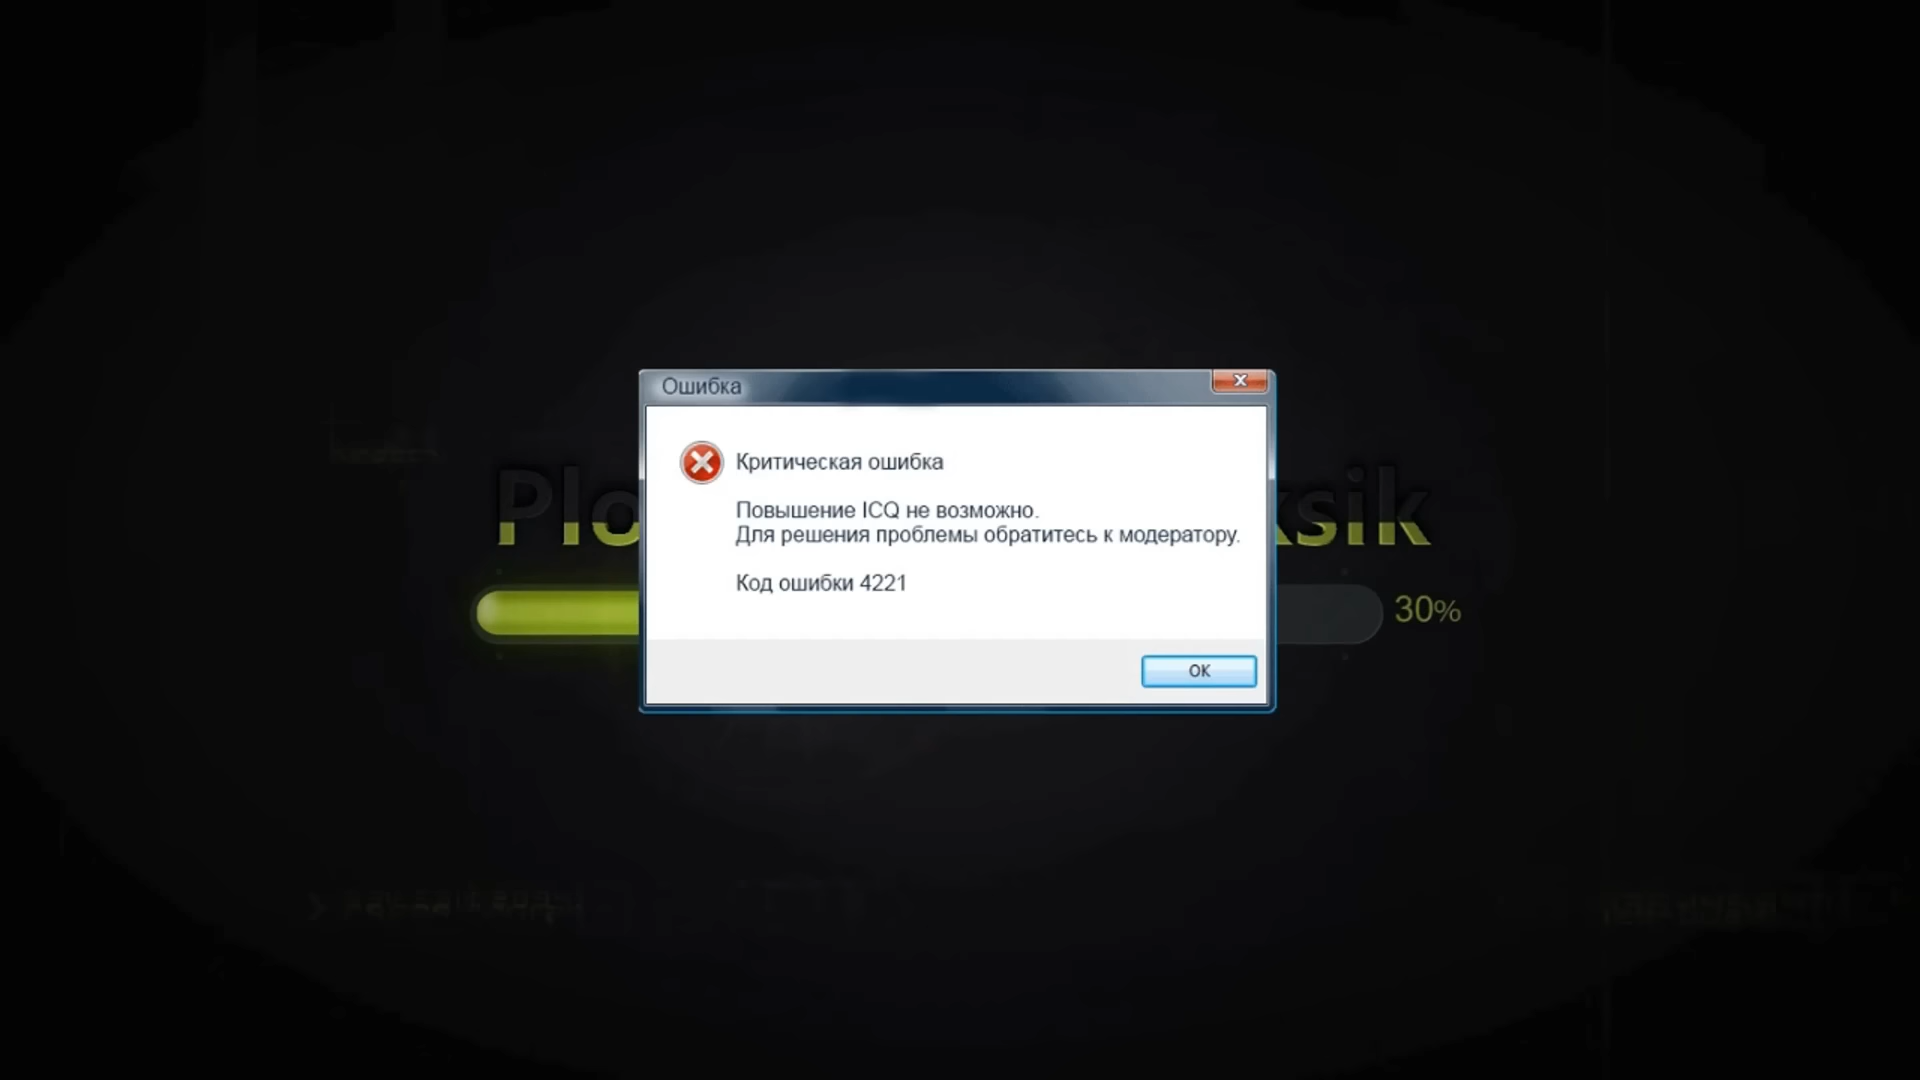 Ошибка
Критическая ошибка
Повышение ICQ не возможно.
Для решения проблемы обратитесь к модератору.
Код ошибки 4221
30%
OK